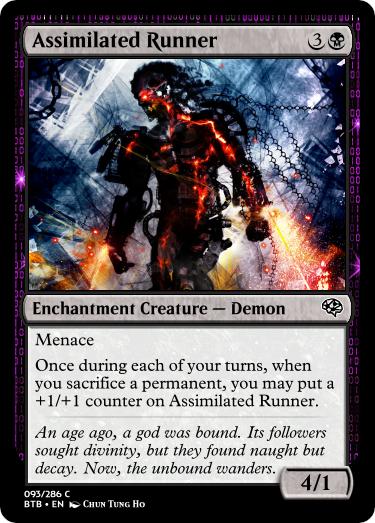 Assimilated Runner 3
Enchantment Creature — Demon
Menace
Once during each of your turns, when
you sacrifice a permanent, you may put a
+1/+1 counter on Assimilated Runner.
An age ago, a god was bound. Its followers
sought divinity, but they found naught but
decay. Now, the unbound wanders.
4/1
093/286 C
BTB • EN Chun Tung Ho